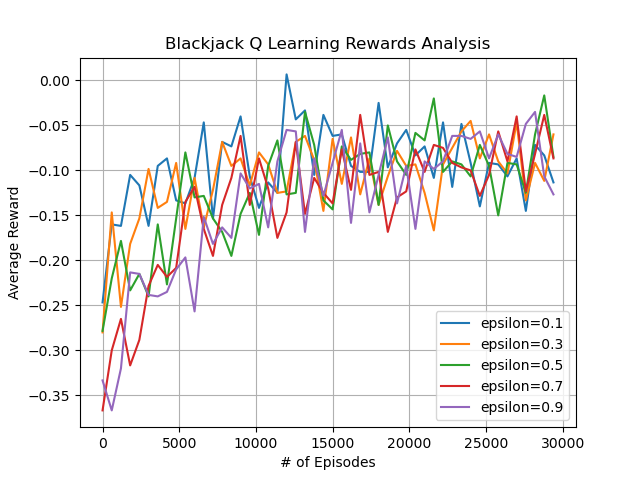 Blackjack Q Learning Rewards Analysis
Average Reward
0.00
−0.05
−0.10
−0.15
−0.20
−0.25
−0.30
−0.35
epsilon=0.1
epsilon=0.3
epsilon=0.5
epsilon=0.7
epsilon=0.9
0 5000 10000 15000 20000 25000 30000
# of Episodes